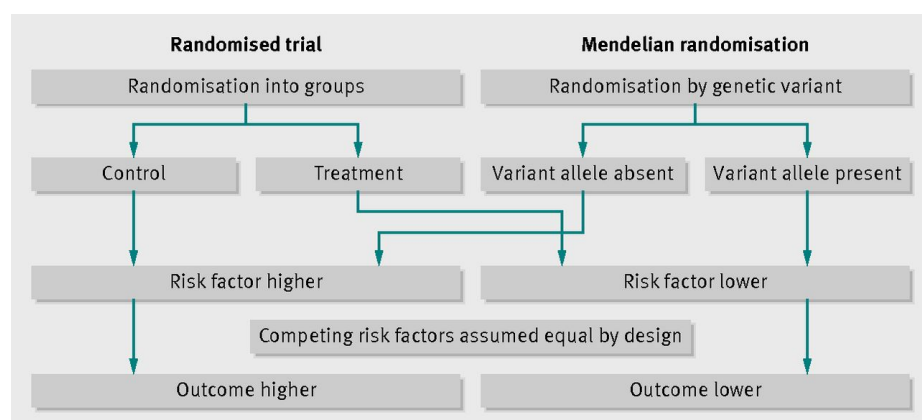 Randomised trial
Mendelian randomisation
Randomisation into groups
Randomisation by genetic variant
Control
Treatment
Variant allele absent
Variant allele present
Risk factor higher
Risk factor lower
Competing risk factors assumed equal by design
Outcome higher
Outcome lower